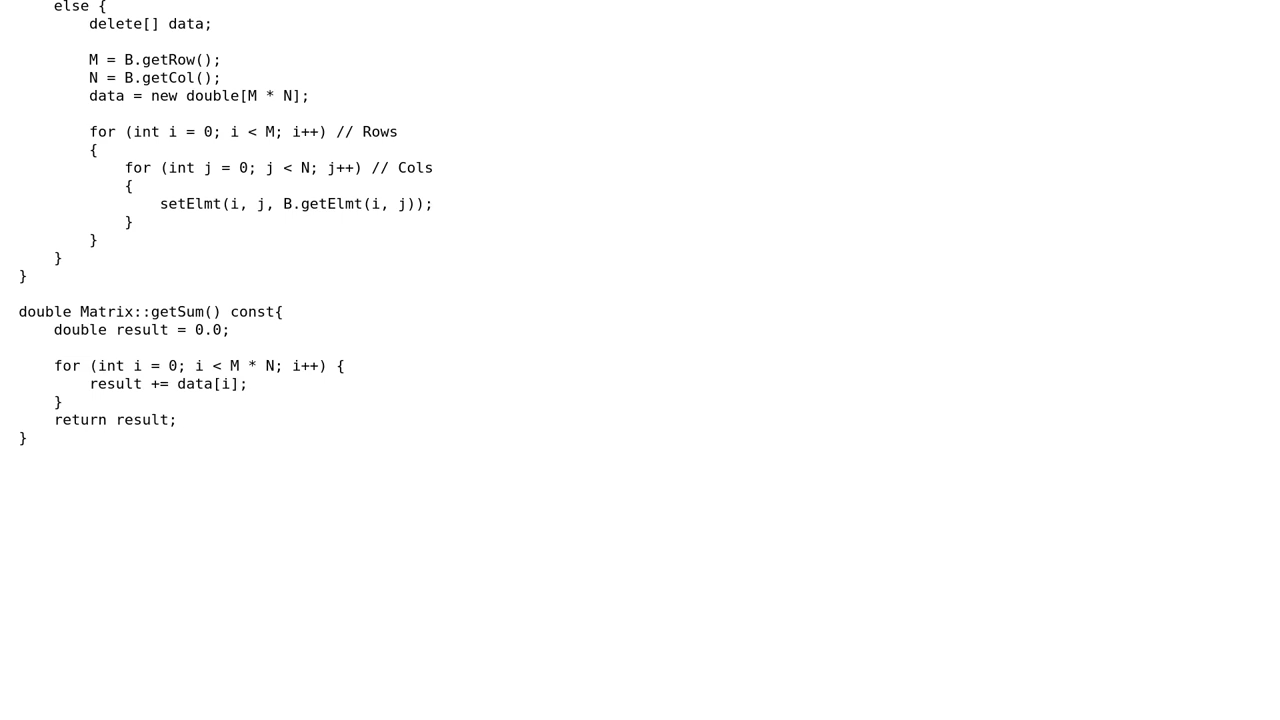 else {
        delete[] data;

        M = B.getRow();
        N = B.getCol();
        data = new double[M * N];

        for (int i = 0; i < M; i++) // Rows
        {
            for (int j = 0; j < N; j++) // Cols
            {
                setElmt(i, j, B.getElmt(i, j));
            }
        }
    }
}

double Matrix::getSum() const{
    double result = 0.0;

    for (int i = 0; i < M * N; i++) {
        result += data[i];
    }
    return result;
}